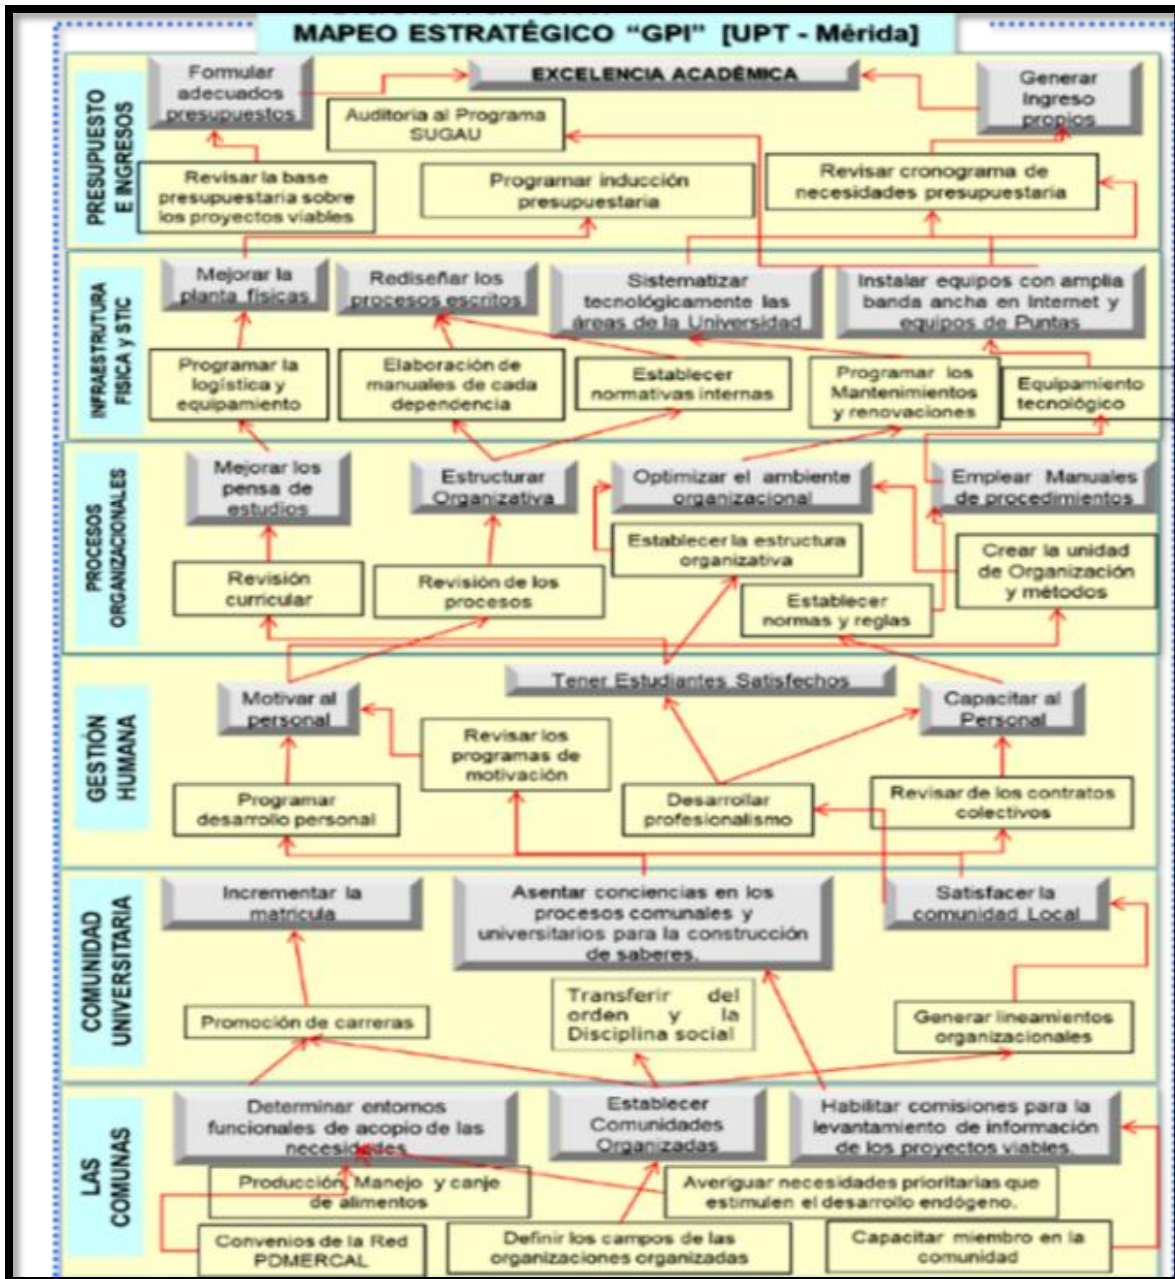 MAPEO ESTRATÉGICO “GPI” [UPT - Mérida]
PRESUPUESTO
E INGRESOS
Formular
adecuados
presupuestos
EXCELENCIA ACADÉMICA
Generar
Ingreso
propios
Auditoria al Programa
SUGAU
Revisar la base
presupuestaria sobre
los proyectos viables
Programar inducción
presupuestaria
Revisar cronograma de
necesidades presupuestaria
INFRAESTRUTURA
FISICA y STIC
Mejorar la
planta físicas
Rediseñar los
procesos escritos
Sistematizar
tecnológicamente las
áreas de la Universidad
Instalar equipos con amplia
banda ancha en Internet y
equipos de Puntas
Programar la
logística y
equipamiento
Elaboración de
manuales de cada
dependencia
Establecer
normativas internas
Programar los
Mantenimientos
y renovaciones
Equipamiento
tecnológico
PROCESOS
ORGANIZACIONALES
Mejorar los
pensa de
estudios
Estructurar
Organizativa
Optimizar el ambiente
organizacional
Emplear Manuales
de procedimientos
Revisión
curricular
Revisión de los
procesos
Establecer la estructura
organizativa
Establecer
normas y reglas
Crear la unidad
de Organización
y métodos
GESTIÓN
HUMANA
Motivar al
personal
Tener Estudiantes Satisfechos
Capacitar al
Personal
Revisar los
programas de
motivación
Programar
desarrollo personal
Desarrollar
profesionalismo
Revisar de los contratos
colectivos
COMUNIDAD
UNIVERSITARIA
Incrementar la
matricula
Asentar conciencias en los
procesos comunales y
universitarios para la construcción
de saberes.
Satisfacer la
comunidad Local
Promoción de carreras
Transferir del
orden y la
Disciplina social
Generar lineamientos
organizacionales
LAS
COMUNAS
Determinar entornos
funcionales de acopio de las
necesidades
Establecer
Comunidades
Organizadas
Habilitar comisiones para la
levantamiento de información
de los proyectos viables.
Producción, Manejo y canje
de alimentos
Averiguar necesidades prioritarias que
estimulen el desarrollo endógeno.
Convenios de la Red
PDMERCAL
Definir los campos de las
organizaciones organizadas
Capacitar miembro en la
comunidad